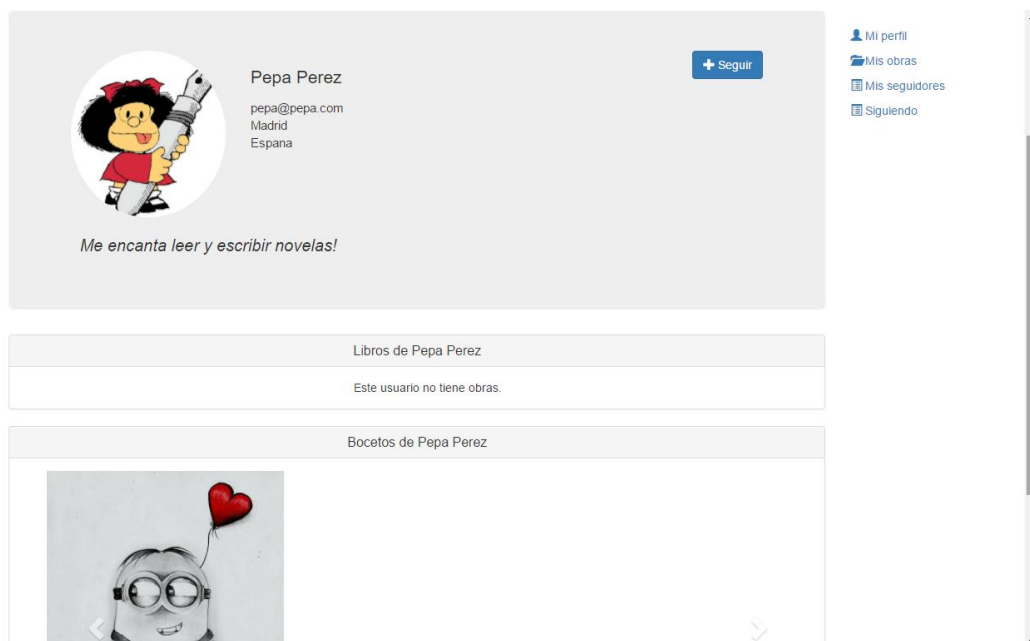 Pepa Perez
pepa@pepa.com
Madrid
Espana
Me encanta leer y escribir novelas!
Seguir
Mi perfil
Mis obras
Mis seguidores
Siguiendo
Libros de Pepa Perez
Este usuario no tiene obras.
Bocetos de Pepa Perez